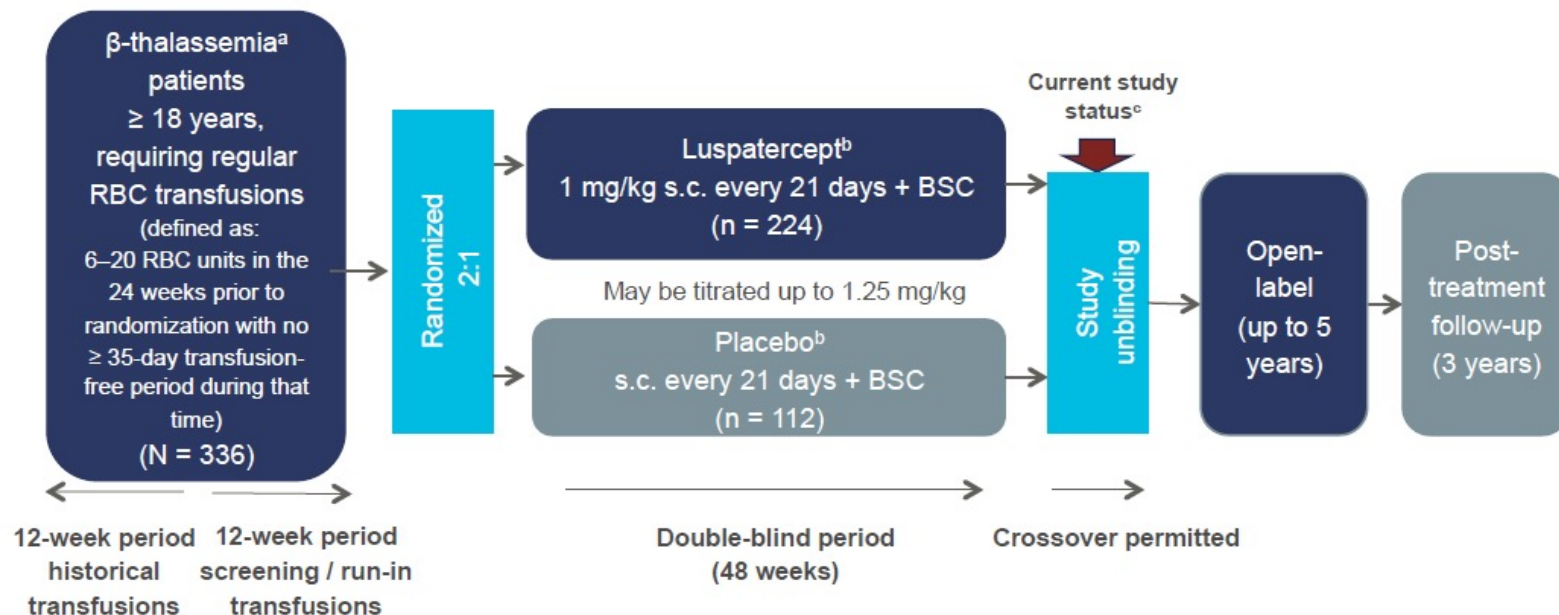 β-thalassemiaᵃ
patients
≥ 18 years,
requiring regular
RBC transfusions
(defined as:
6–20 RBC units in the
24 weeks prior to
randomization with no
≥ 35-day transfusion-
free period during that
time)
(N = 336)
12-week period
historical
transfusions
12-week period
screening / run-in
transfusions
Randomized
2:1
Luspaterceptᵇ
1 mg/kg s.c. every 21 days + BSC
(n = 224)
May be titrated up to 1.25 mg/kg
Placeboᵇ
s.c. every 21 days + BSC
(n = 112)
Double-blind period
(48 weeks)
Current study
statusᶜ
Study
unblinding
Crossover permitted
Open-
label
(up to 5
years)
Post-
treatment
follow-up
(3 years)